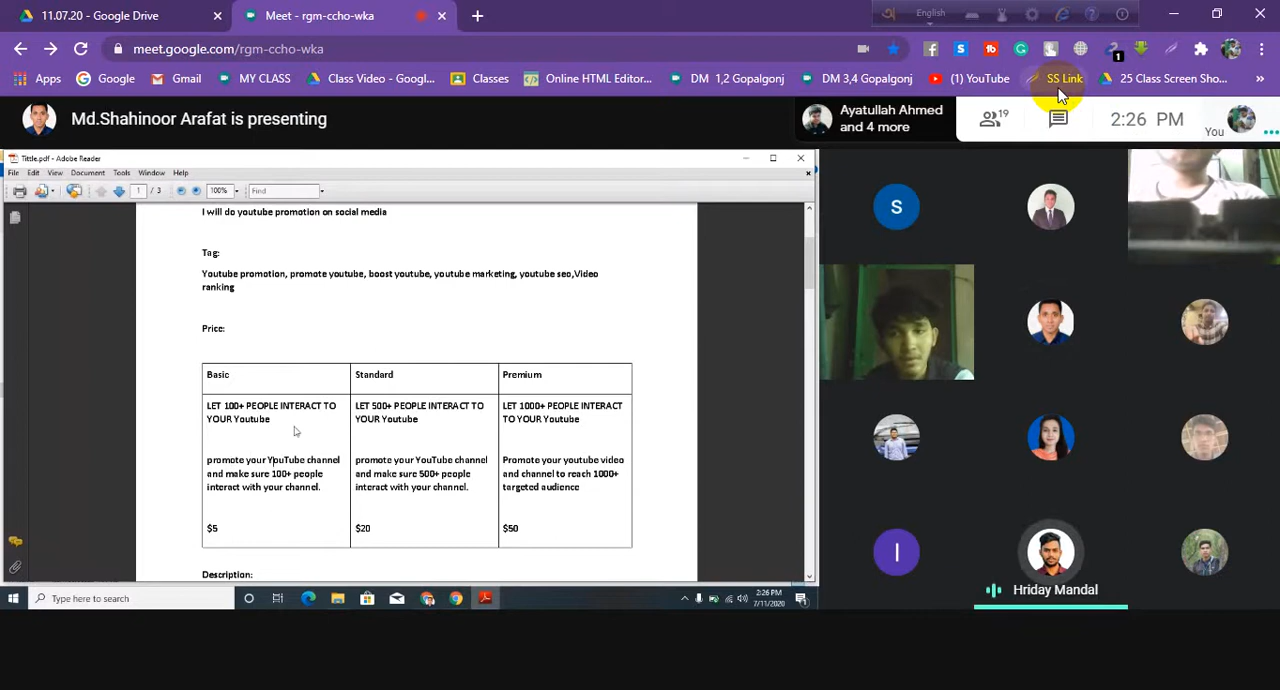 11.07.20 - Google Drive
Meet - rgm-ccho-wka
English
meet.google.com/rgm-ccho-wka
1
Apps
Google
Gmail
MY CLASS
Class Video - Googl...
Classes
Online HTML Editor...
DM 1,2 Gopalgonj
DM 3,4 Gopalgonj
(1) YouTube
SS Link
25 Class Screen Sho...
Md.Shahinoor Arafat is presenting
Ayatullah Ahmed
and 4 more
19
2:26 PM
You
Tittle.pdf - Adobe Reader
File Edit View Document Tools Window Help
1 / 3
100%
Find
I will do youtube promotion on social media
Tag:
Youtube promotion, promote youtube, boost youtube, youtube marketing, youtube seo,Video
ranking
Price:
Basic
Standard
Premium
LET 100+ PEOPLE INTERACT TO
YOUR Youtube
promote your YouTube channel
and make sure 100+ people
interact with your channel.
$5
LET 500+ PEOPLE INTERACT TO
YOUR Youtube
promote your YouTube channel
and make sure 500+ people
interact with your channel.
$20
LET 1000+ PEOPLE INTERACT
TO YOUR Youtube
Promote your youtube video
and channel to reach 1000+
targeted audience
$50
Description:
S
I
Hriday Mandal
Type here to search
2:26 PM
7/11/2020